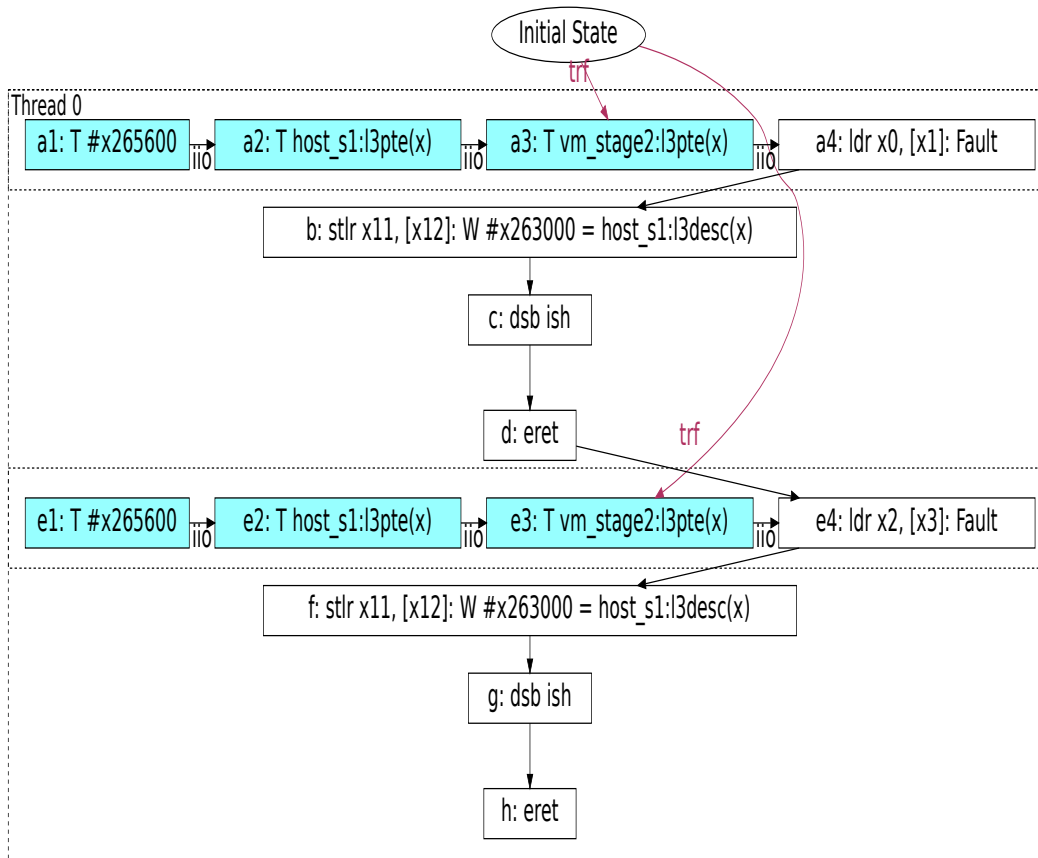 Initial State
trf
Thread 0
a1: T #x265600
iio
a2: T host_s1:l3pte(x)
iio
a3: T vm_stage2:l3pte(x)
iio
a4: ldr x0, [x1]: Fault
b: stlr x11, [x12]: W #x263000 = host_s1:l3desc(x)
c: dsb ish
d: eret
trf
e1: T #x265600
iio
e2: T host_s1:l3pte(x)
iio
e3: T vm_stage2:l3pte(x)
iio
e4: ldr x2, [x3]: Fault
f: stlr x11, [x12]: W #x263000 = host_s1:l3desc(x)
g: dsb ish
h: eret